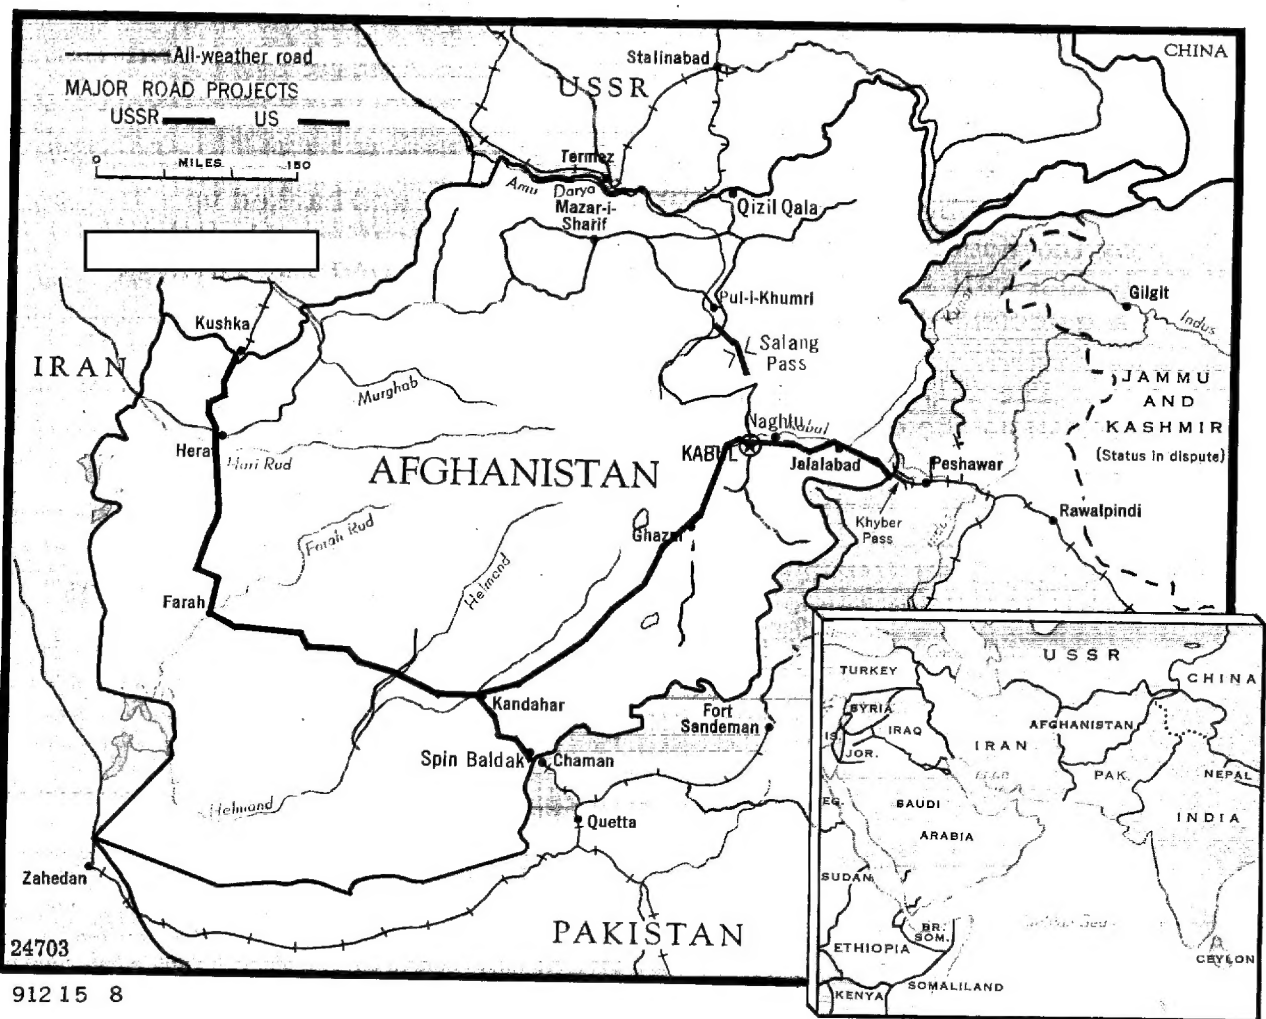 All-weather road
MAJOR ROAD PROJECTS
USSR US
0 MILES 150
USSR
Stalinabad
CHINA
Termez
Amu Darya
Mazar-i-
Sharif
Qizil Qala
Pul-i-Khumri
Salang
Pass
Kushka
IRAN
Murghab
Kunar
Gilgit
Indus
JAMMU
AND
KASHMIR
(Status in dispute)
Herat
Hari Rud
AFGHANISTAN
Naghlu
Kabul
KABUL
Jalalabad
Peshawar
Khyber
Pass
Rawalpindi
Indus
Ghazni
Farah Rud
Helmand
Farah
Kandahar
Spin Baldak
Chaman
Fort
Sandeman
Quetta
Helmand
Zahedan
PAKISTAN
24703
USSR
TURKEY
CHINA
SYRIA
IRAQ
IS.
JOR.
IRAN
AFGHANISTAN
PAK.
NEPAL
EG.
SAUDI
ARABIA
INDIA
SUDAN
BR.
SOM.
ETHIOPIA
CEYLON
KENYA
SOMALILAND
912 15 8